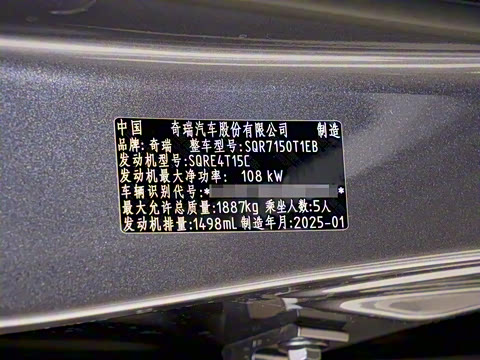 中国 奇瑞汽车股份有限公司 制造
品牌: 奇瑞 整车型号:SQR7150T1EB
发动机型号:SQRE4T15C
发动机最大净功率: 108 kW
车辆识别代号:* *
最大允许总质量:1887kg 乘坐人数:5人
发动机排量:1498mL 制造年月:2025-01